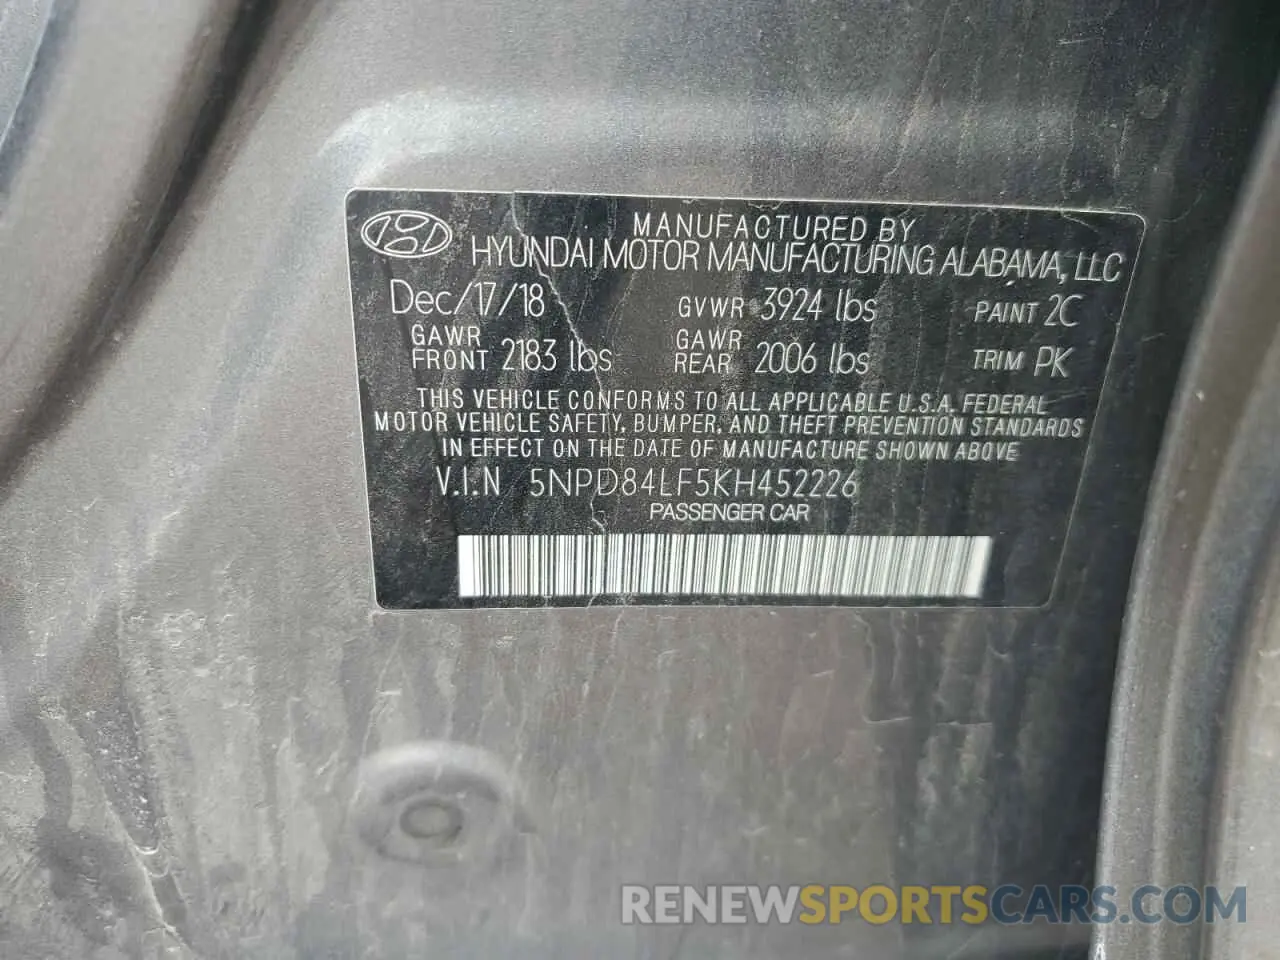 MANUFACTURED BY
HYUNDAI MOTOR MANUFACTURING ALABAMA, LLC
Dec/17/18 GVWR 3924 lbs PAINT 2C
GAWR FRONT 2183 lbs GAWR REAR 2006 lbs TRIM PK
THIS VEHICLE CONFORMS TO ALL APPLICABLE U.S.A. FEDERAL
MOTOR VEHICLE SAFETY, BUMPER, AND THEFT PREVENTION STANDARDS
IN EFFECT ON THE DATE OF MANUFACTURE SHOWN ABOVE
V.I.N 5NPD84LF5KH452226
PASSENGER CAR
RENEWSPORTSCARS.COM